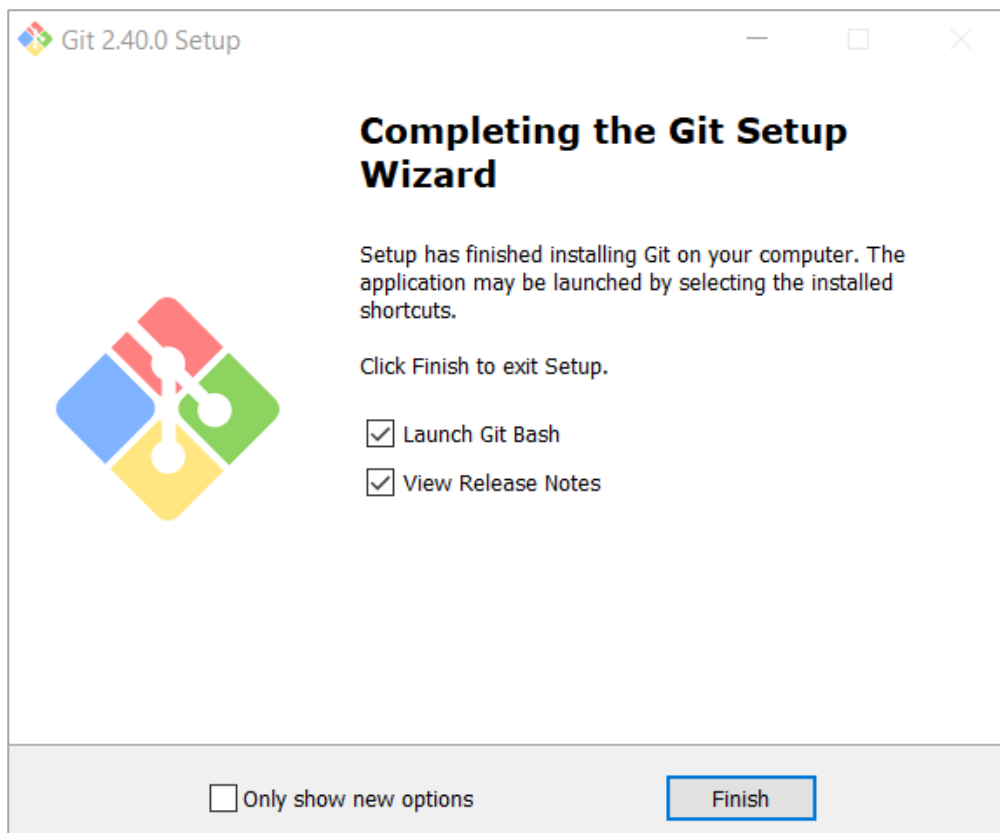 Git 2.40.0 Setup
Completing the Git Setup
Wizard
Setup has finished installing Git on your computer. The
application may be launched by selecting the installed
shortcuts.
Click Finish to exit Setup.
Launch Git Bash
View Release Notes
Only show new options
Finish